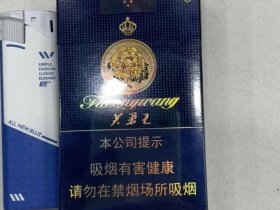 SIMPLE
FASHION
CLASSIC
ELEGANT
ALL NEW BLUE
Furongwang
芙蓉王
本公司提示
吸烟有害健康
请勿在禁烟场所吸烟